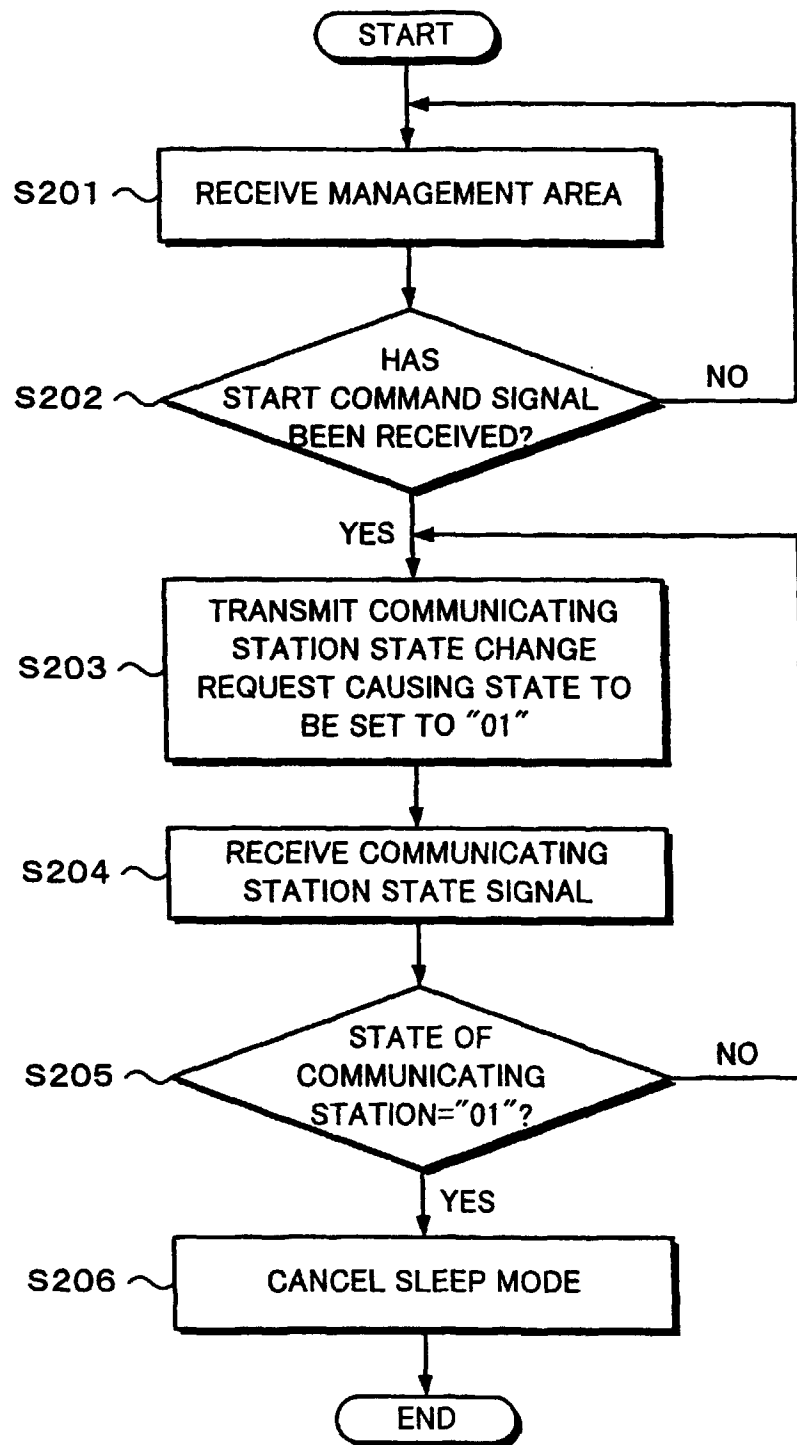 START
S201
RECEIVE MANAGEMENT AREA
S202
HAS
START COMMAND SIGNAL
BEEN RECEIVED?
NO
YES
S203
TRANSMIT COMMUNICATING
STATION STATE CHANGE
REQUEST CAUSING STATE TO
BE SET TO "01"
S204
RECEIVE COMMUNICATING
STATION STATE SIGNAL
S205
STATE OF
COMMUNICATING
STATION="01"?
NO
YES
S206
CANCEL SLEEP MODE
END